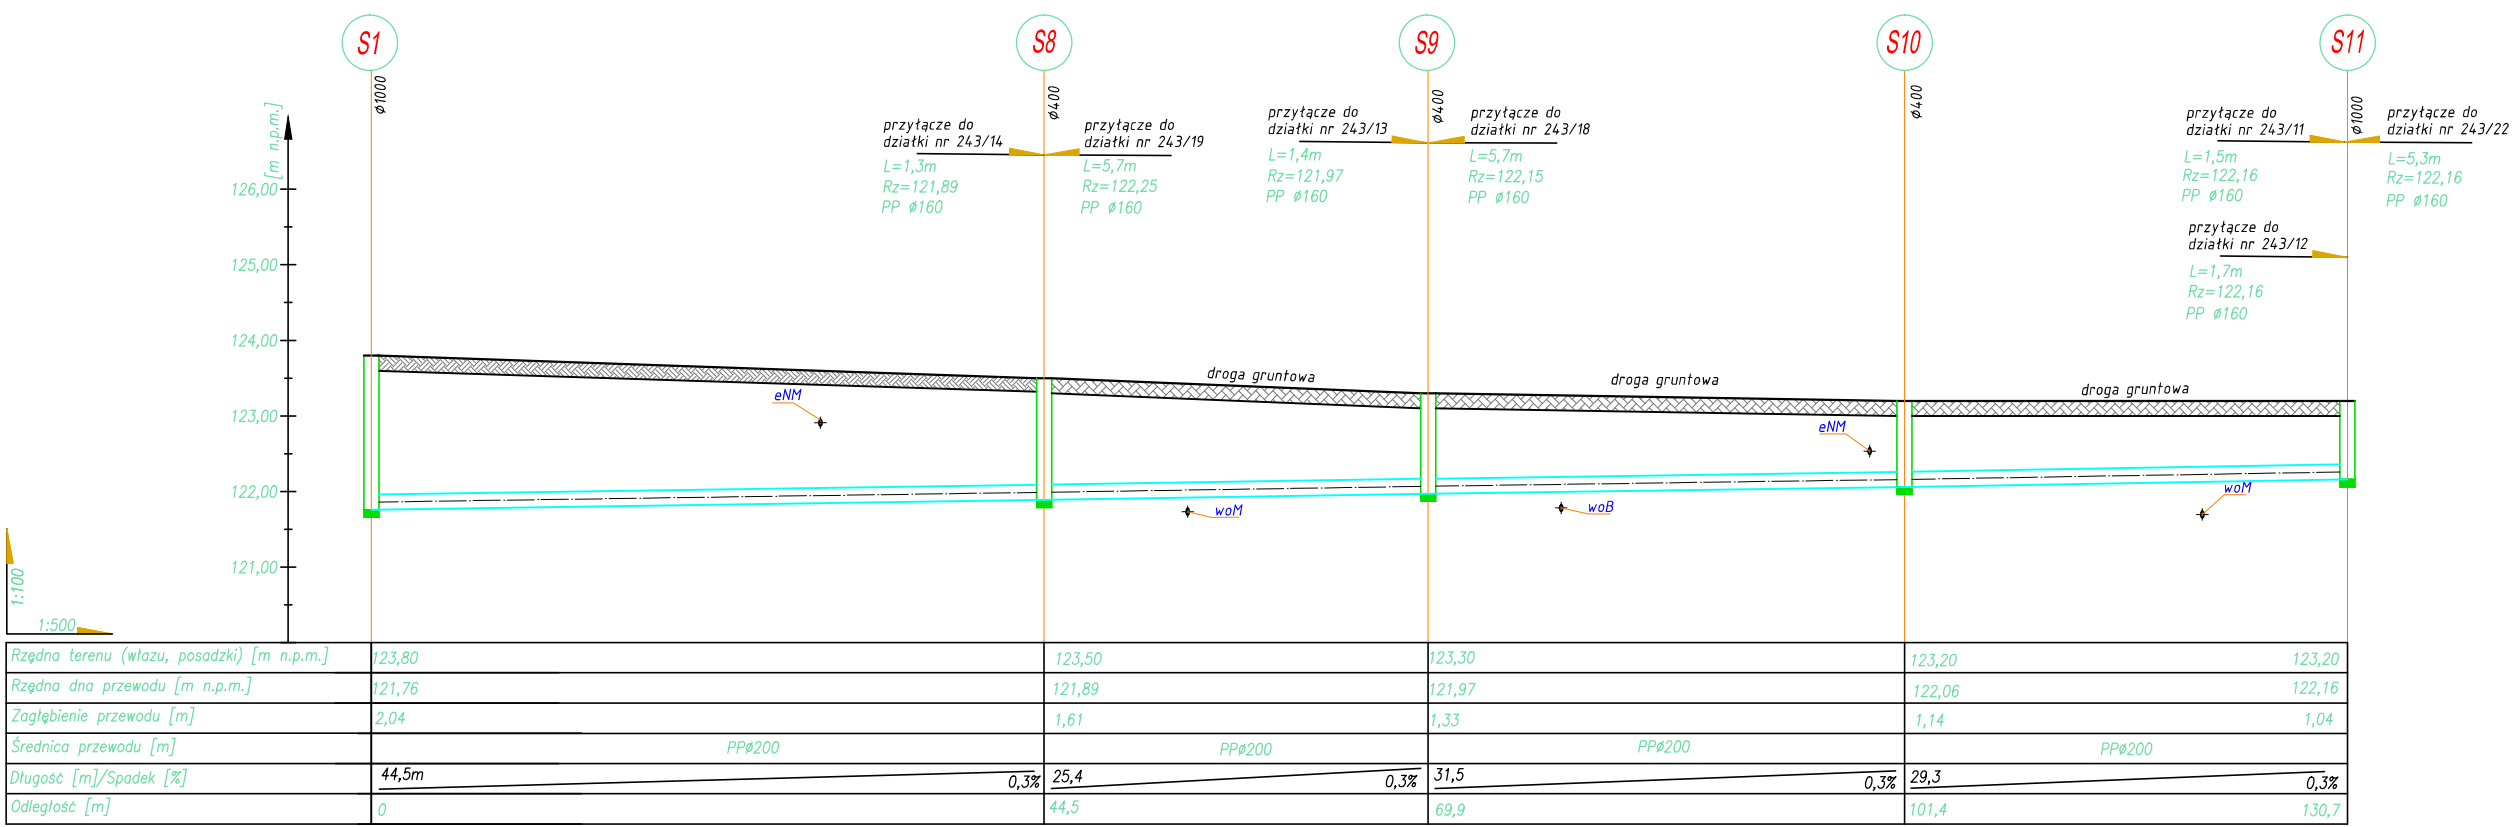 S1
S8
S9
S10
S11
ø1000
ø400
ø400
ø400
ø1000
[m n.p.m.]
126,00
125,00
124,00
123,00
122,00
121,00
przyłącze do
działki nr 243/14
L=1,3m
Rz=121,89
PP ø160
przyłącze do
działki nr 243/19
L=5,7m
Rz=122,25
PP ø160
przyłącze do
działki nr 243/13
L=1,4m
Rz=121,97
PP ø160
przyłącze do
działki nr 243/18
L=5,7m
Rz=122,15
PP ø160
przyłącze do
działki nr 243/11
L=1,5m
Rz=122,16
PP ø160
przyłącze do
działki nr 243/22
L=5,3m
Rz=122,16
PP ø160
przyłącze do
działki nr 243/12
L=1,7m
Rz=122,16
PP ø160
droga gruntowa
droga gruntowa
droga gruntowa
eNM
eNM
woM
woB
woM
1:100
1:500
Rzędna terenu (włazu, posadzki) [m n.p.m.] 123,80 123,50 123,30 123,20 123,20
Rzędna dna przewodu [m n.p.m.] 121,76 121,89 121,97 122,06 122,16
Zagłębienie przewodu [m] 2,04 1,61 1,33 1,14 1,04
Średnica przewodu [m] PPø200 PPø200 PPø200 PPø200
Długość [m]/Spadek [%] 44,5m 0,3% 25,4 0,3% 31,5 0,3% 29,3 0,3%
Odległość [m] 0 44,5 69,9 101,4 130,7